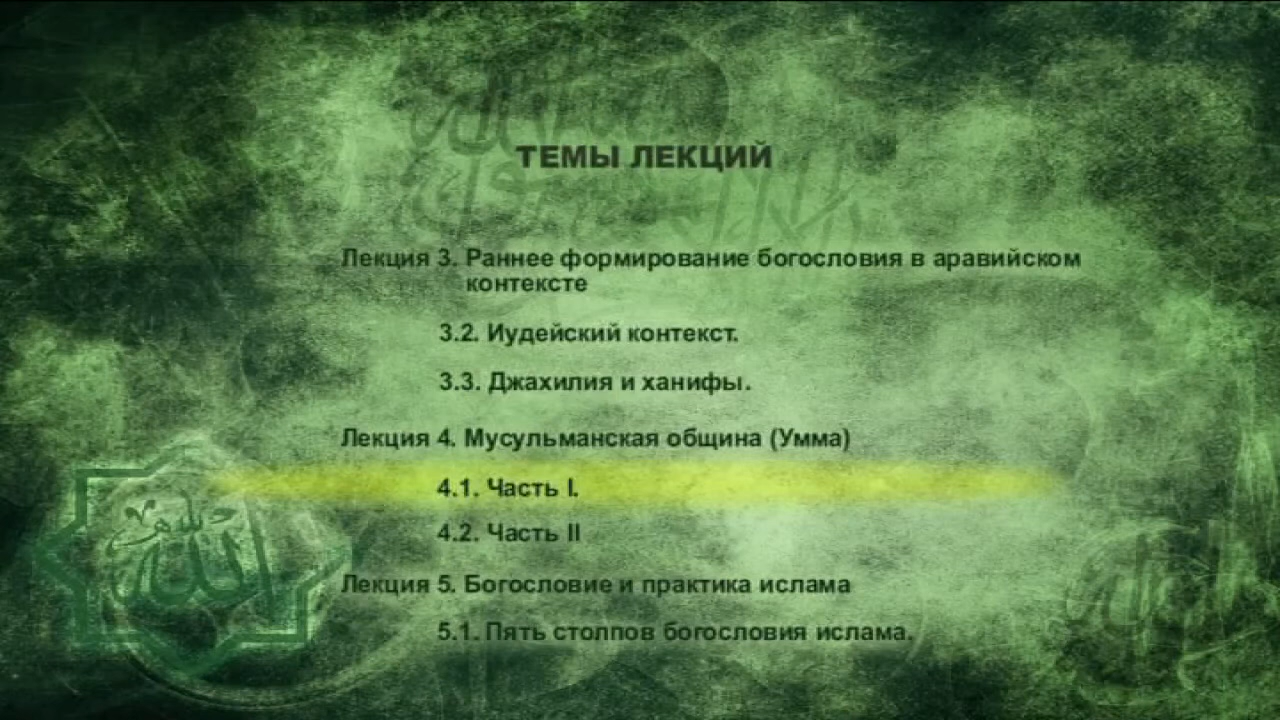 ТЕМЫ ЛЕКЦИЙ
Лекция 3. Раннее формирование богословия в аравийском
контексте
3.2. Иудейский контекст.
3.3. Джахилия и ханифы.
Лекция 4. Мусульманская община (Умма)
4.1. Часть I.
4.2. Часть II
Лекция 5. Богословие и практика ислама
5.1. Пять столпов богословия ислама.
الله